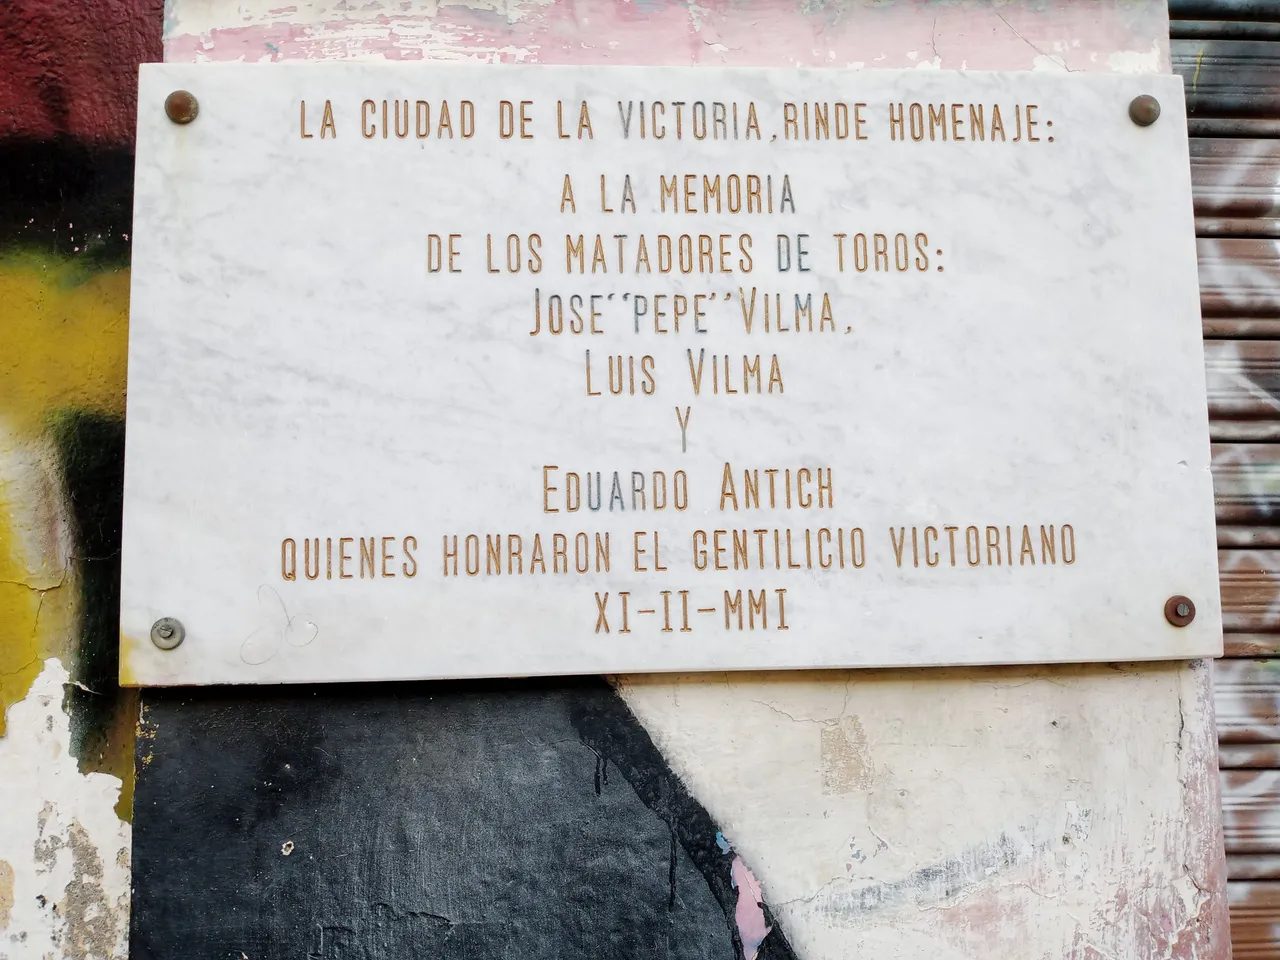 LA CIUDAD DE LA VICTORIA, RINDE HOMENAJE:
A LA MEMORIA
DE LOS MATADORES DE TOROS:
JOSE ´´PEPE´´ VILMA,
LUIS VILMA
Y
EDUARDO ANTICH
QUIENES HONRARON EL GENTILICIO VICTORIANO
XI-II-MMI